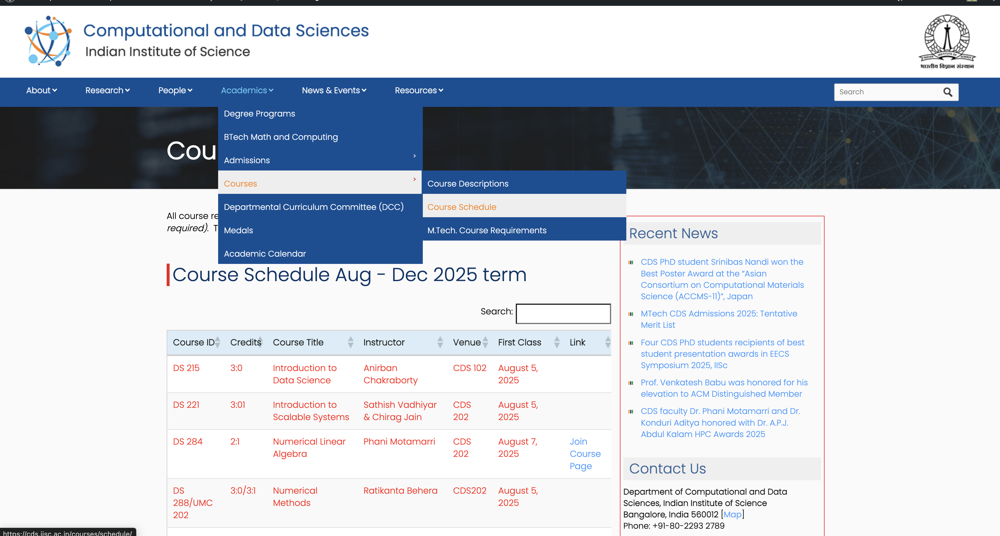 Computational and Data Sciences
Indian Institute of Science
INDIAN INSTITUTE OF SCIENCE
भारतीय विज्ञान संस्थान
About Research People Academics News & Events Resources Search
Degree Programs
BTech Math and Computing
Cou
Admissions
Courses Course Descriptions
Departmental Curriculum Committee (DCC) Course Schedule
Medals M.Tech. Course Requirements
Academic Calendar
All course re
required). T
Course Schedule Aug - Dec 2025 term
Search:
Course ID Credits Course Title Instructor Venue First Class Link
DS 215 3:0 Introduction to Anirban CDS 102 August 5,
Data Science Chakraborty 2025
DS 221 3:01 Introduction to Sathish Vadhiyar CDS August 5,
Scalable Systems & Chirag Jain 202 2025
DS 284 2:1 Numerical Linear Phani Motamarri CDS August 7, Join
Algebra 202 2025 Course
Page
DS 3:0/3:1 Numerical Ratikanta Behera CDS202 August 5,
288/UMC Methods 2025
202
Recent News
CDS PhD student Srinibas Nandi won the
Best Poster Award at the “Asian
Consortium on Computational Materials
Science (ACCMS-11)”, Japan
MTech CDS Admissions 2025: Tentative
Merit List
Four CDS PhD students recipients of best
student presentation awards in EECS
Symposium 2025, IISc
Prof. Venkatesh Babu was honored for his
elevation to ACM Distinguished Member
CDS faculty Dr. Phani Motamarri and Dr.
Konduri Aditya honored with Dr. A.P.J.
Abdul Kalam HPC Awards 2025
Contact Us
Department of Computational and Data
Sciences, Indian Institute of Science
Bangalore, India 560012 [Map]
Phone: +91-80-2293 2789
https://cds.iisc.ac.in/courses/schedule/